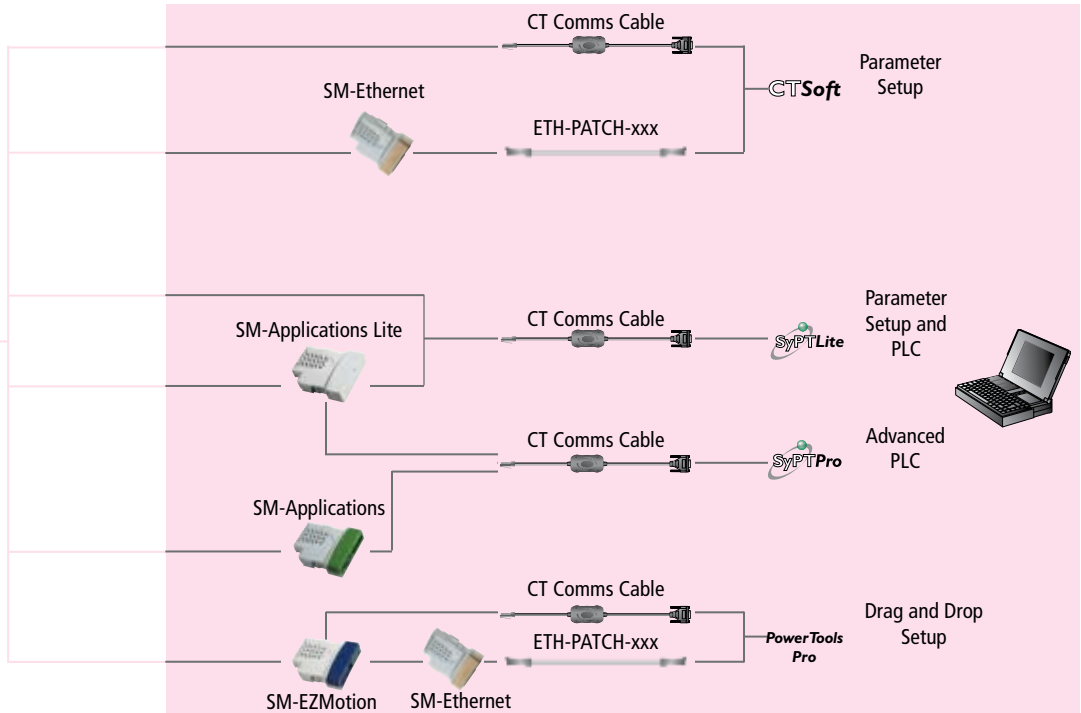 CT Comms Cable
SM-Ethernet
ETH-PATCH-xxx
CTSoft
Parameter
Setup
SM-Applications Lite
CT Comms Cable
SyPTLite
Parameter
Setup and
PLC
CT Comms Cable
SyPTPro
Advanced
PLC
SM-Applications
CT Comms Cable
ETH-PATCH-xxx
SM-EZMotion
SM-Ethernet
PowerTools
Pro
Drag and Drop
Setup